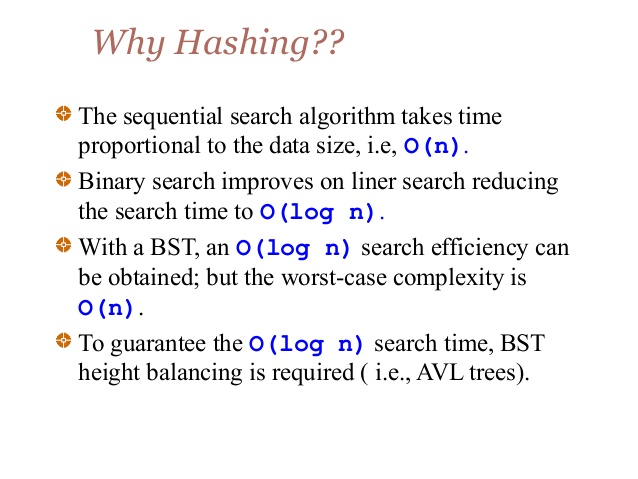 Why Hashing??
The sequential search algorithm takes time
proportional to the data size, i.e, O(n).
Binary search improves on liner search reducing
the search time to O(log n).
With a BST, an O(log n) search efficiency can
be obtained; but the worst-case complexity is
O(n).
To guarantee the O(log n) search time, BST
height balancing is required ( i.e., AVL trees).